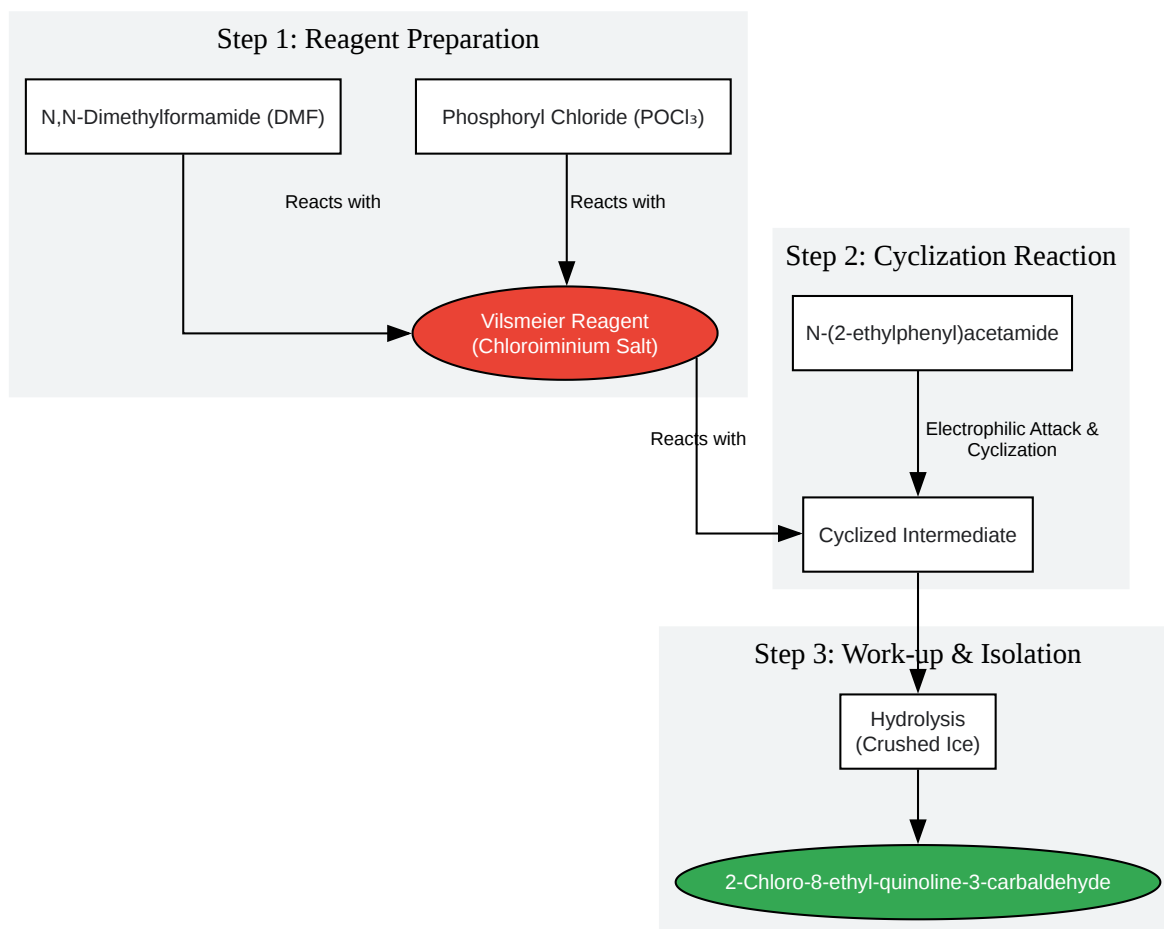 Step 1: Reagent Preparation
N,N-Dimethylformamide (DMF)
Phosphoryl Chloride (POCl₃)
Reacts with
Reacts with
Vilsmeier Reagent
(Chloroiminium Salt)
Step 2: Cyclization Reaction
N-(2-ethylphenyl)acetamide
Reacts with
Electrophilic Attack &
Cyclization
Cyclized Intermediate
Step 3: Work-up & Isolation
Hydrolysis
(Crushed Ice)
2-Chloro-8-ethyl-quinoline-3-carbaldehyde